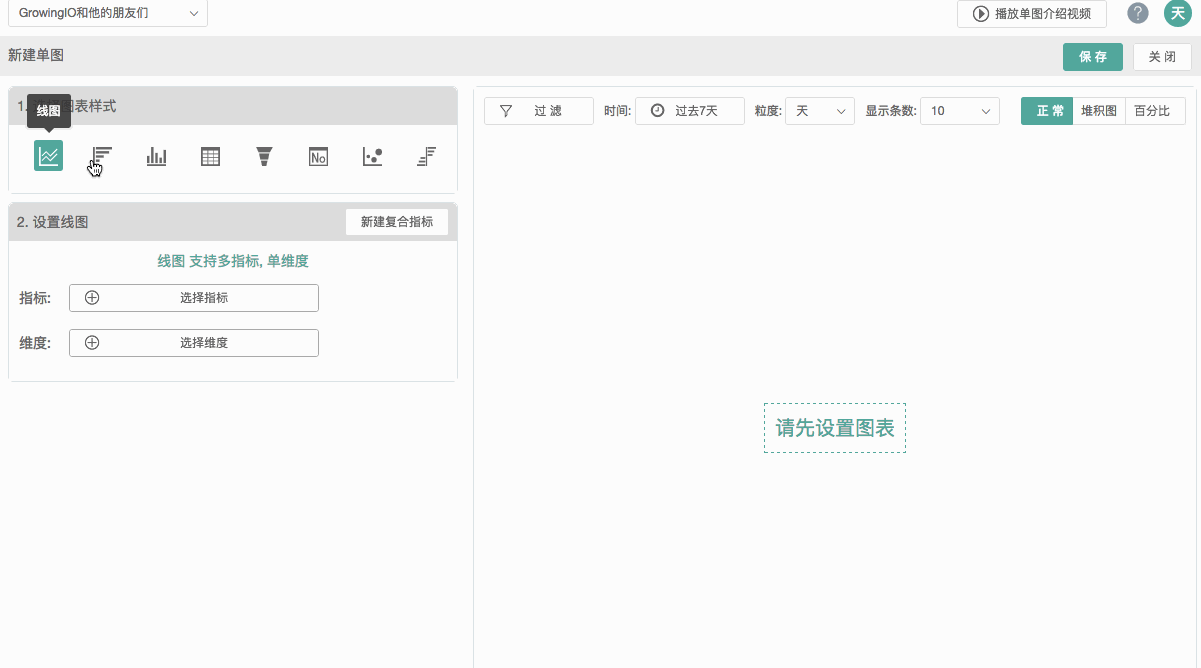 GrowingIO和他的朋友们
播放单图介绍视频
?
天
新建单图
保 存
关 闭
1.
图表样式
线图
No
2. 设置线图
新建复合指标
线图 支持多指标, 单维度
指标:
选择指标
维度:
选择维度
过 滤
时间:
过去7天
粒度:
天
显示条数:
10
正 常
堆积图
百分比
请先设置图表